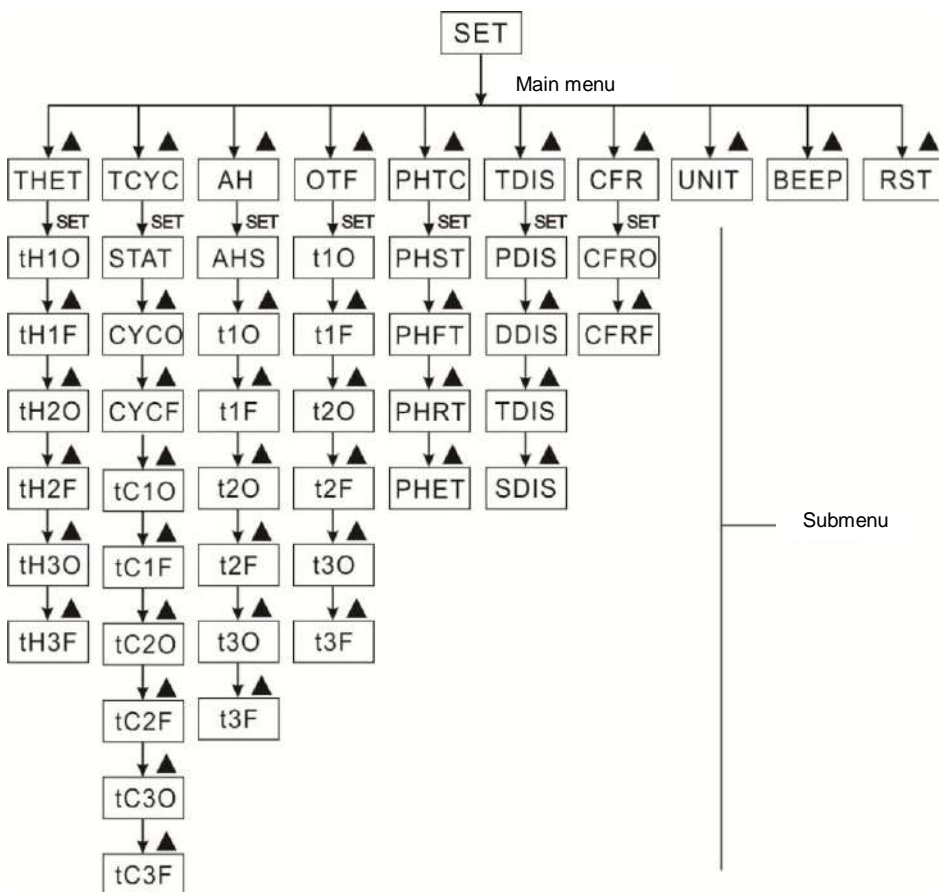 SET
Main menu
THET TCYC AH OTF PHTC TDIS CFR UNIT BEEP RST
SET SET SET SET SET SET SET
tH1O STAT AHS t1O PHST PDIS CFRO
tH1F CYCO t1O t1F PHFT DDIS CFRF
tH2O CYCF t1F t2O PHRT TDIS
tH2F tC1O t2O t2F PHET SDIS
Submenu
tH3O tC1F t2F t3O
tH3F tC2O t3O t3F
tC2F t3F
tC3O
tC3F